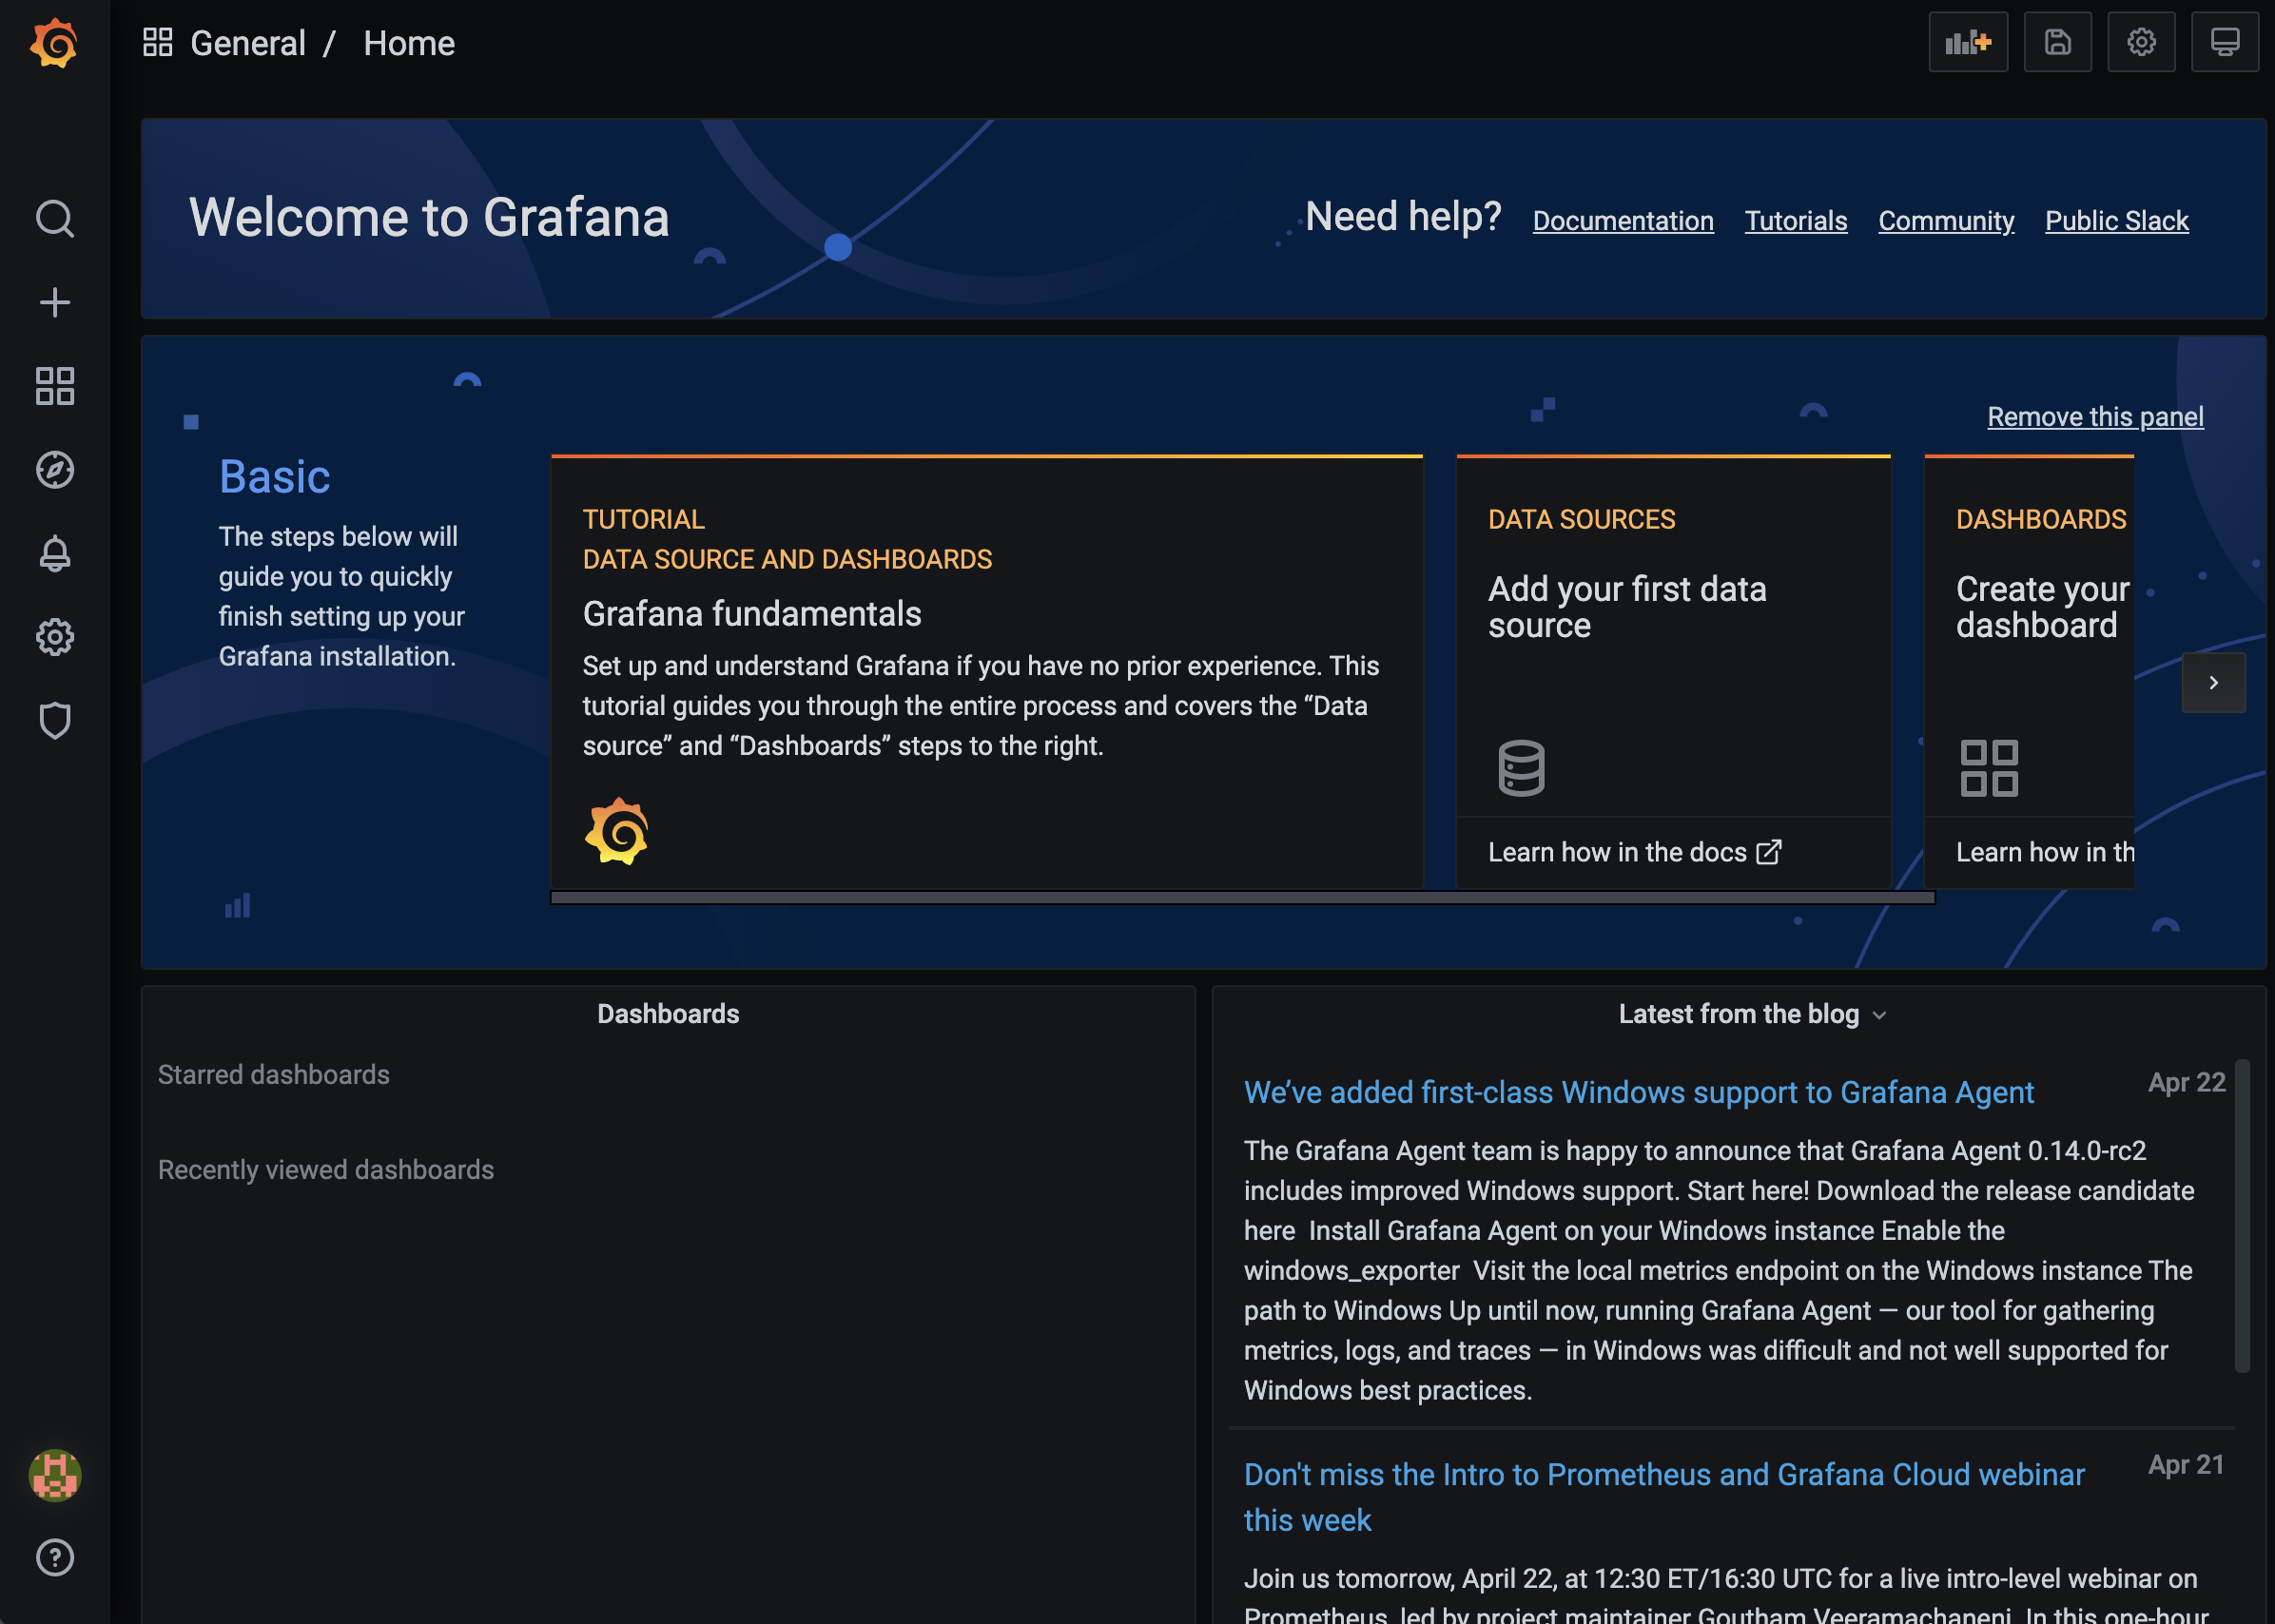 General / Home
Welcome to Grafana
Need help? Documentation Tutorials Community Public Slack
Remove this panel
Basic
The steps below will
guide you to quickly
finish setting up your
Grafana installation.
TUTORIAL
DATA SOURCE AND DASHBOARDS
Grafana fundamentals
Set up and understand Grafana if you have no prior experience. This
tutorial guides you through the entire process and covers the “Data
source” and “Dashboards” steps to the right.
DATA SOURCES
Add your first data
source
Learn how in the docs
DASHBOARDS
Create your
dashboard
Learn how in th
Dashboards
Starred dashboards
Recently viewed dashboards
Latest from the blog
We’ve added first-class Windows support to Grafana Agent
Apr 22
The Grafana Agent team is happy to announce that Grafana Agent 0.14.0-rc2
includes improved Windows support. Start here! Download the release candidate
here  Install Grafana Agent on your Windows instance Enable the
windows_exporter  Visit the local metrics endpoint on the Windows instance The
path to Windows Up until now, running Grafana Agent — our tool for gathering
metrics, logs, and traces — in Windows was difficult and not well supported for
Windows best practices.
Don't miss the Intro to Prometheus and Grafana Cloud webinar
this week
Apr 21
Join us tomorrow, April 22, at 12:30 ET/16:30 UTC for a live intro-level webinar on
Prometheus, led by project maintainer Goutham Veeramachaneni. In this one-hour